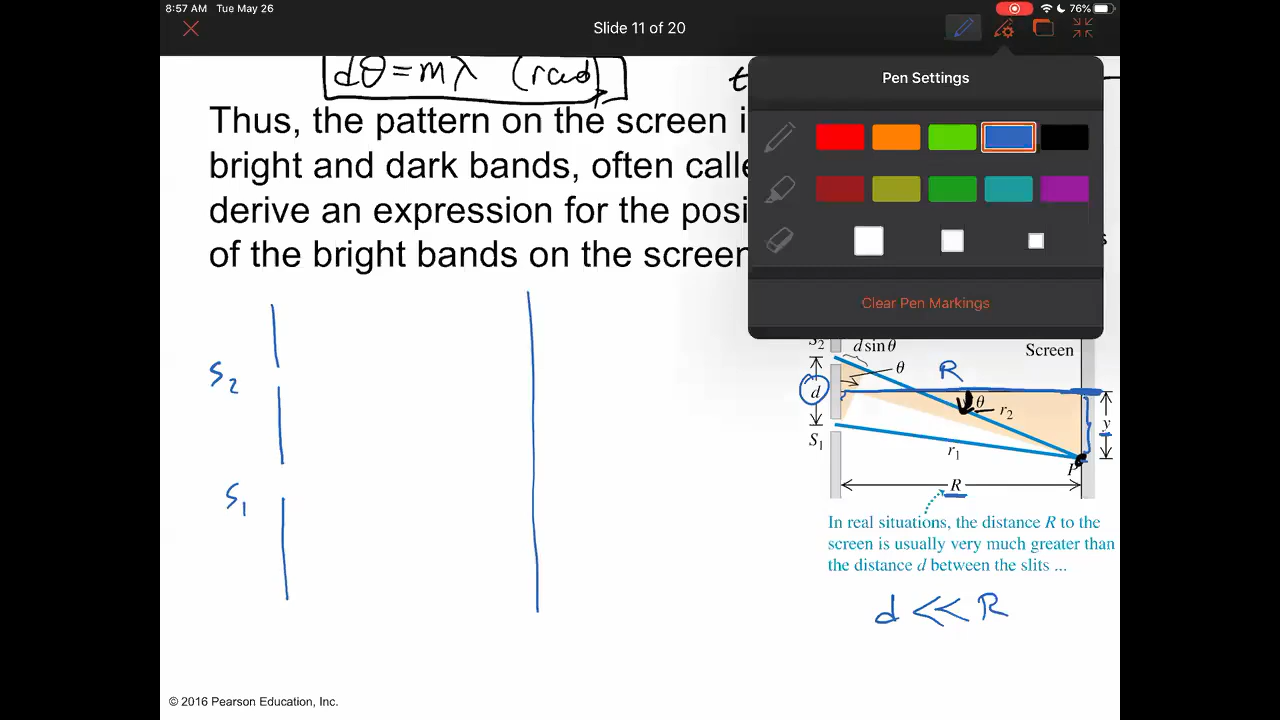 8:57 AM Tue May 26
76%
Slide 11 of 20
dθ = mλ (rad)
Thus, the pattern on the screen i
bright and dark bands, often calle
derive an expression for the posi
of the bright bands on the screen
Pen Settings
Clear Pen Markings
S2
S1
S2
d sin θ
Screen
θ
R
d
θ
r2
y
S1
r1
P
R
In real situations, the distance R to the
screen is usually very much greater than
the distance d between the slits ...
d << R
© 2016 Pearson Education, Inc.